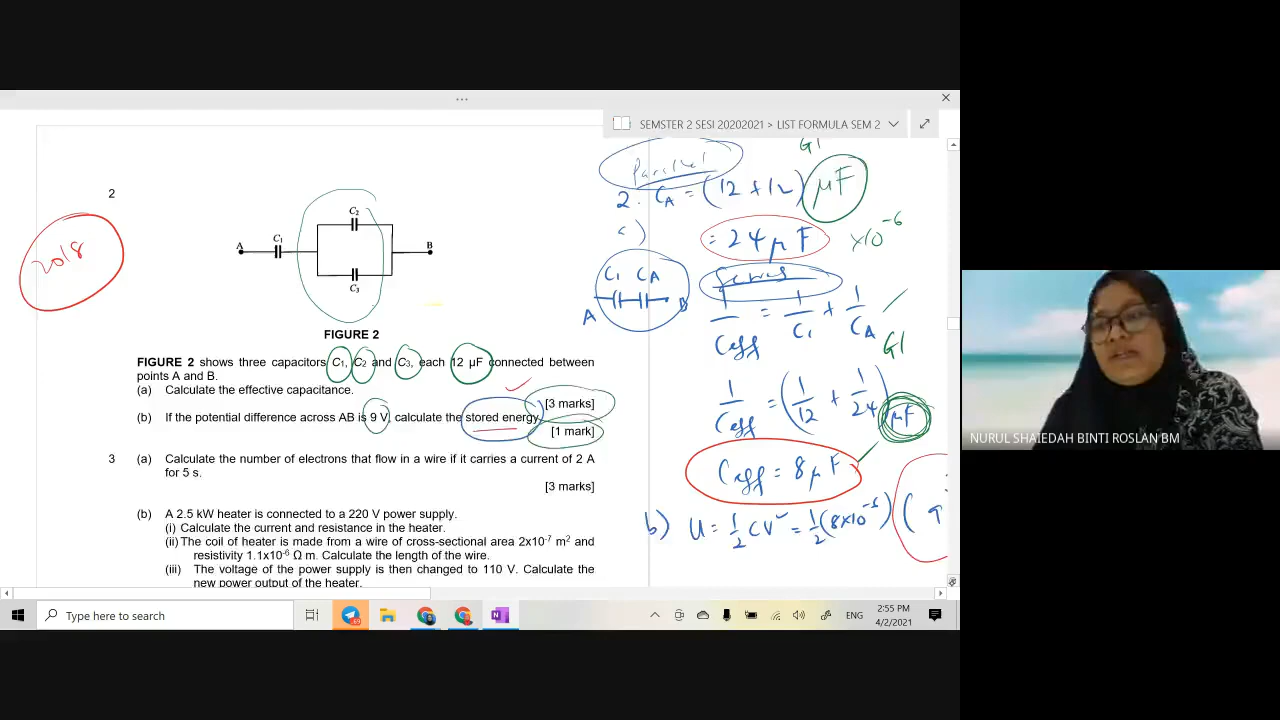 SEMSTER 2 SESI 20202021 > LIST FORMULA SEM 2
2
2018
A
C1
C2
C3
B
FIGURE 2
FIGURE 2 shows three capacitors C1, C2 and C3, each 12 µF connected between
points A and B.
(a) Calculate the effective capacitance.
[3 marks]
(b) If the potential difference across AB is 9 V, calculate the stored energy.
[1 mark]
3 (a) Calculate the number of electrons that flow in a wire if it carries a current of 2 A
for 5 s.
[3 marks]
(b) A 2.5 kW heater is connected to a 220 V power supply.
(i) Calculate the current and resistance in the heater.
(ii) The coil of heater is made from a wire of cross-sectional area 2x10-7 m2 and
resistivity 1.1x10-6 Ω m. Calculate the length of the wire.
(iii) The voltage of the power supply is then changed to 110 V. Calculate the
new power output of the heater.
Parallel
G1
2. CA = (12 + 12) µF
= 24 µF
x10-6
C1 CA
A B
Series
1/Ceff = 1/C1 + 1/CA
G1
1/Ceff = (1/12 + 1/24) µF
Ceff = 8 µF
b) U = 1/2 CV2 = 1/2 (8x10-6) (9
NURUL SHAIEDAH BINTI ROSLAN BM
Type here to search
69
ENG
2:55 PM
4/2/2021